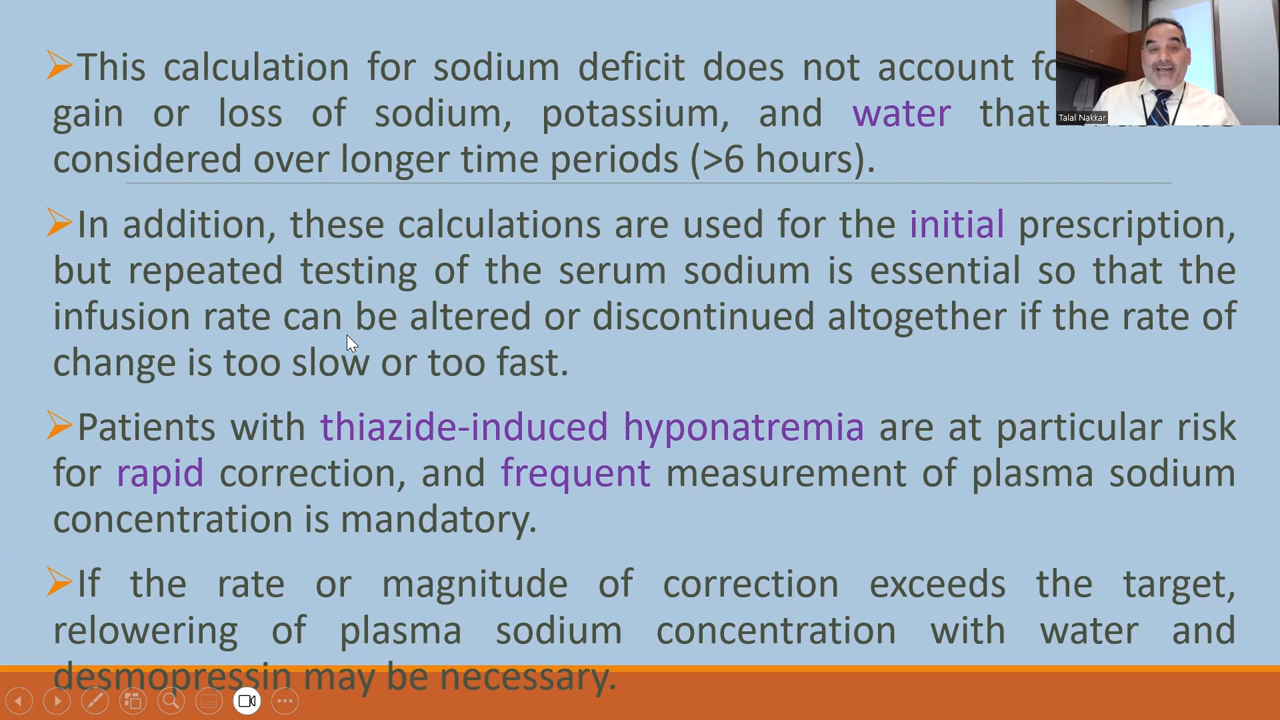 ➢This calculation for sodium deficit does not account
gain or loss of sodium, potassium, and water that
considered over longer time periods (>6 hours).
➢In addition, these calculations are used for the initial prescription,
but repeated testing of the serum sodium is essential so that the
infusion rate can be altered or discontinued altogether if the rate of
change is too slow or too fast.
➢Patients with thiazide-induced hyponatremia are at particular risk
for rapid correction, and frequent measurement of plasma sodium
concentration is mandatory.
➢If the rate or magnitude of correction exceeds the target,
relowering of plasma sodium concentration with water and
desmopressin may be necessary.
Talal Nakkar